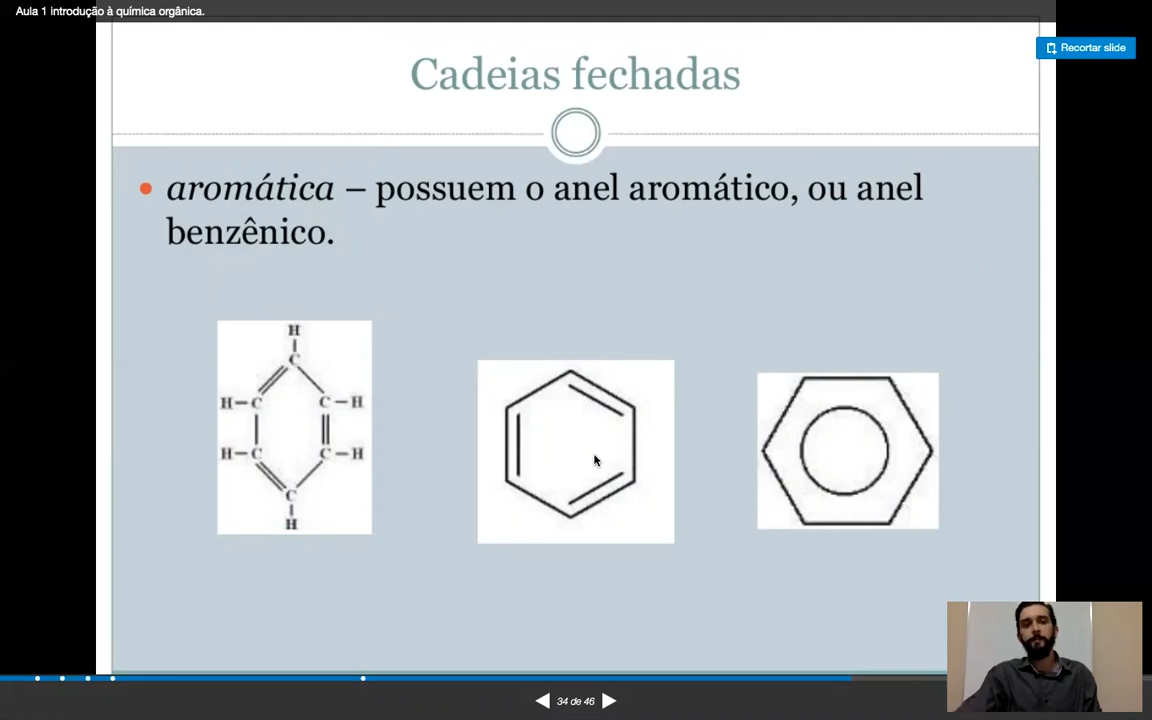 Aula 1 introdução à química orgânica.
Recortar slide
Cadeias fechadas
• aromática – possuem o anel aromático, ou anel
benzênico.
H
C
H–C C–H
H–C C–H
C
H
34 de 46